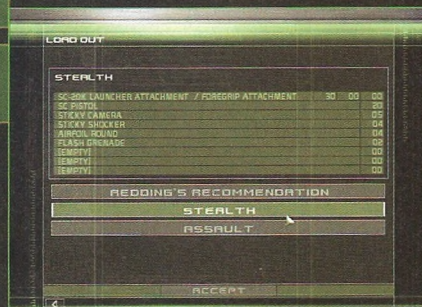 LOAD OUT
STEALTH
SC-20K LAUNCHER ATTACHMENT / FOREGRIP ATTACHMENT 30 00 00
SC PISTOL 20
STICKY CAMERA 05
STICKY SHOCKER 04
AIRFOIL ROUND 04
FLASH GRENADE 02
[EMPTY] 00
[EMPTY] 00
[EMPTY] 00
REDDING'S RECOMMENDATION
STEALTH
ASSAULT
ACCEPT